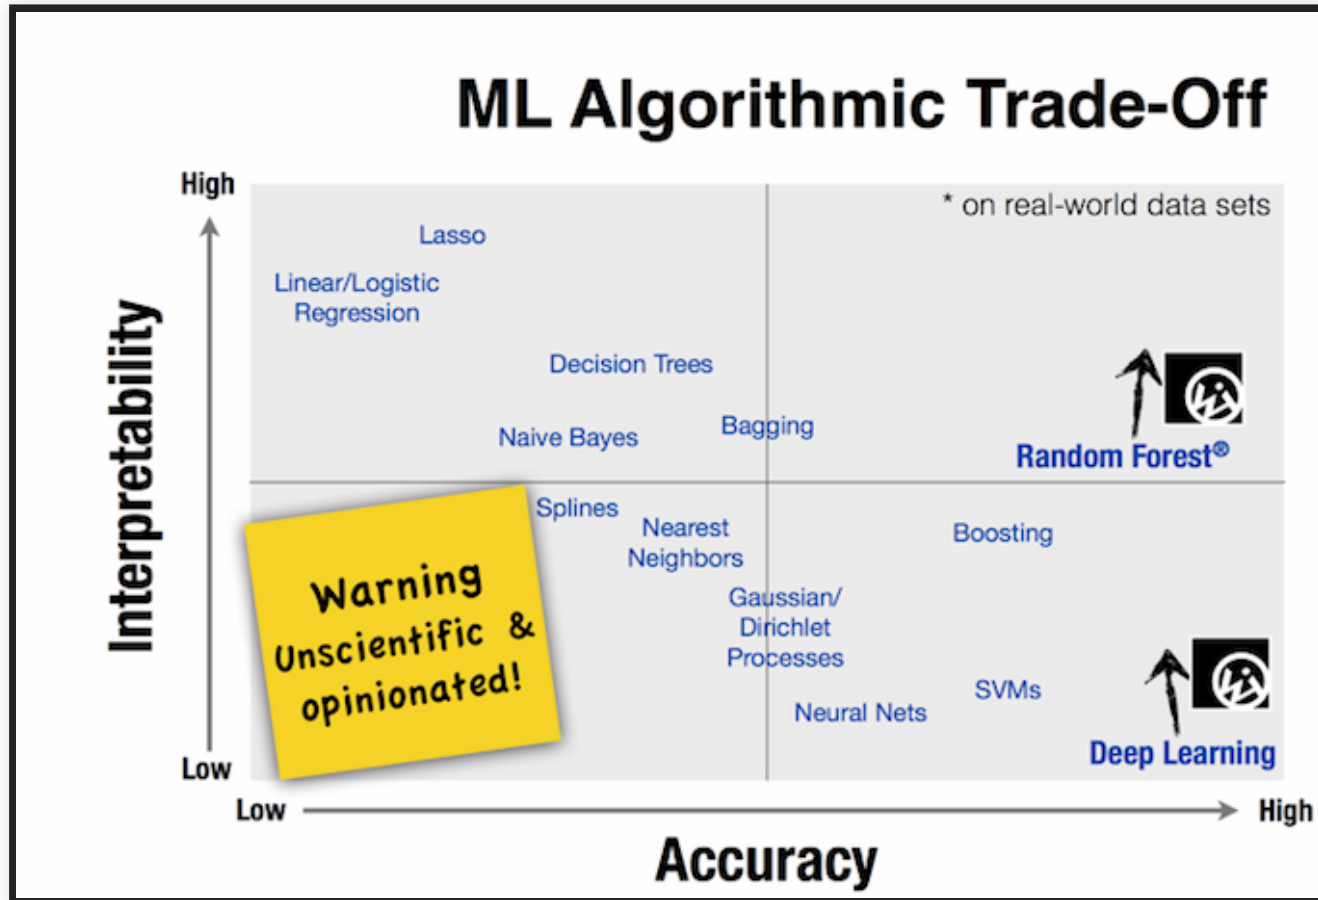 ML Algorithmic Trade-Off
High
* on real-world data sets
Lasso
Linear/Logistic
Regression
Decision Trees
Naive Bayes
Bagging
Random Forest®
Interpretability
Splines
Nearest
Neighbors
Boosting
Warning
Unscientific &
opinionated!
Gaussian/
Dirichlet
Processes
SVMs
Neural Nets
Deep Learning
Low
Low
High
Accuracy